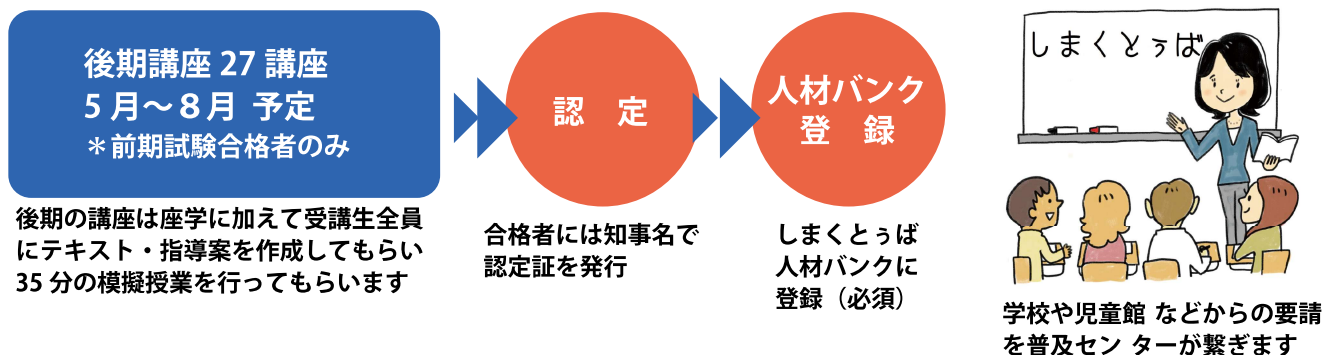 後期講座 27 講座
5 月～８月 予定
＊前期試験合格者のみ
後期の講座は座学に加えて受講生全員
にテキスト・指導案を作成してもらい
35 分の模擬授業を行ってもらいます
認　定
合格者には知事名で
認定証を発行
人材バンク
登　録
しまくとぅば
人材バンクに
登録（必須）
しまくとぅば
学校や児童館 などからの要請
を普及セン ターが繋ぎます